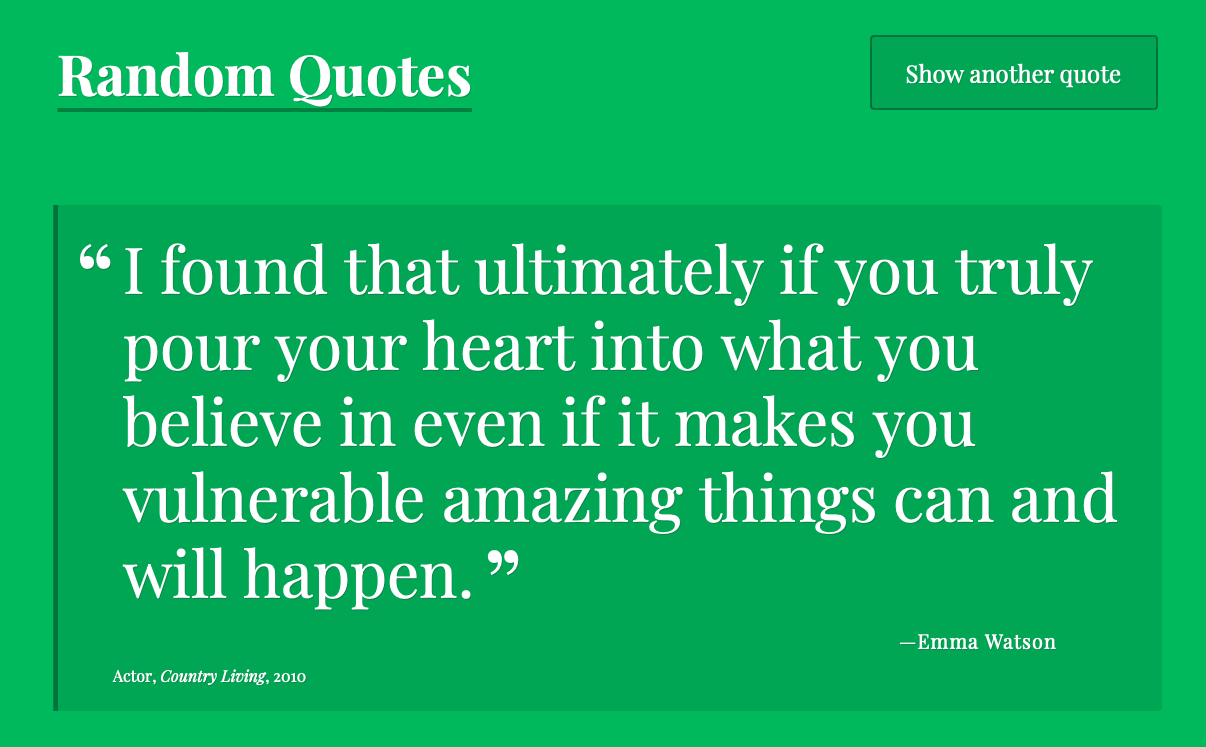 Random Quotes
Show another quote
“ I found that ultimately if you truly
pour your heart into what you
believe in even if it makes you
vulnerable amazing things can and
will happen. ”
—Emma Watson
Actor, Country Living, 2010